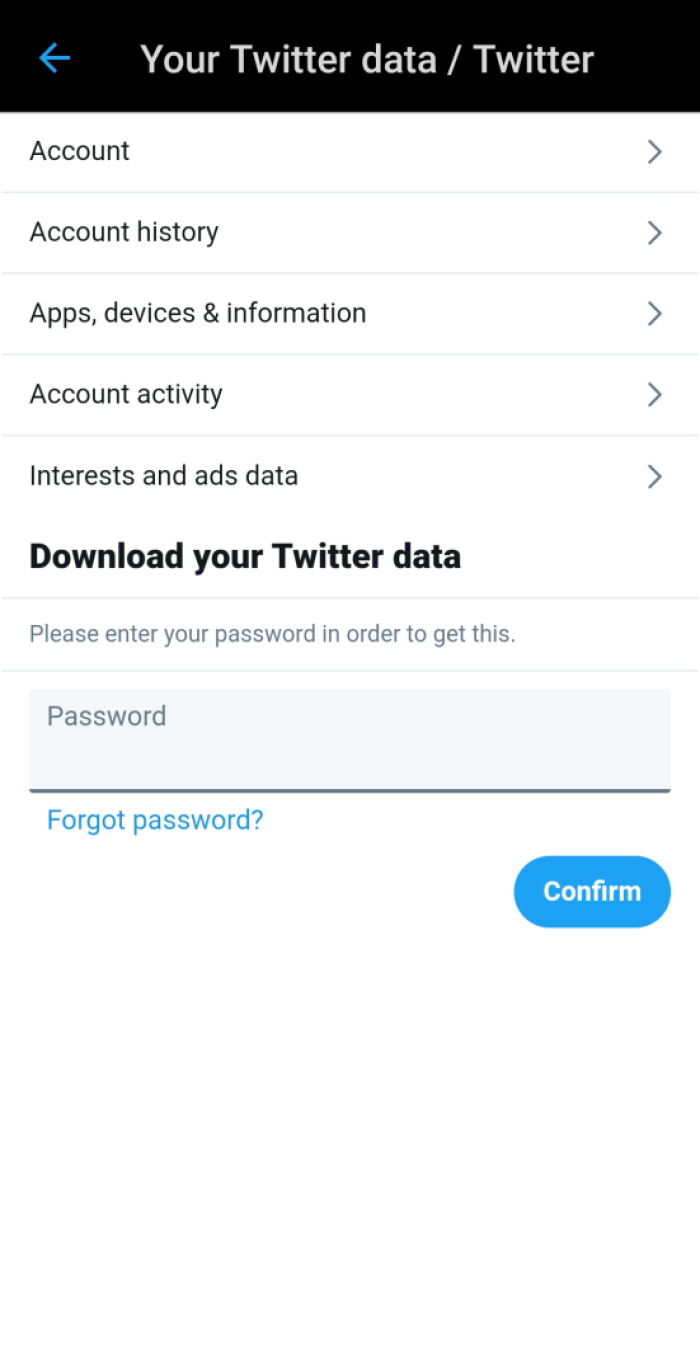 Your Twitter data / Twitter
Account
Account history
Apps, devices & information
Account activity
Interests and ads data
Download your Twitter data
Please enter your password in order to get this.
Password
Forgot password?
Confirm